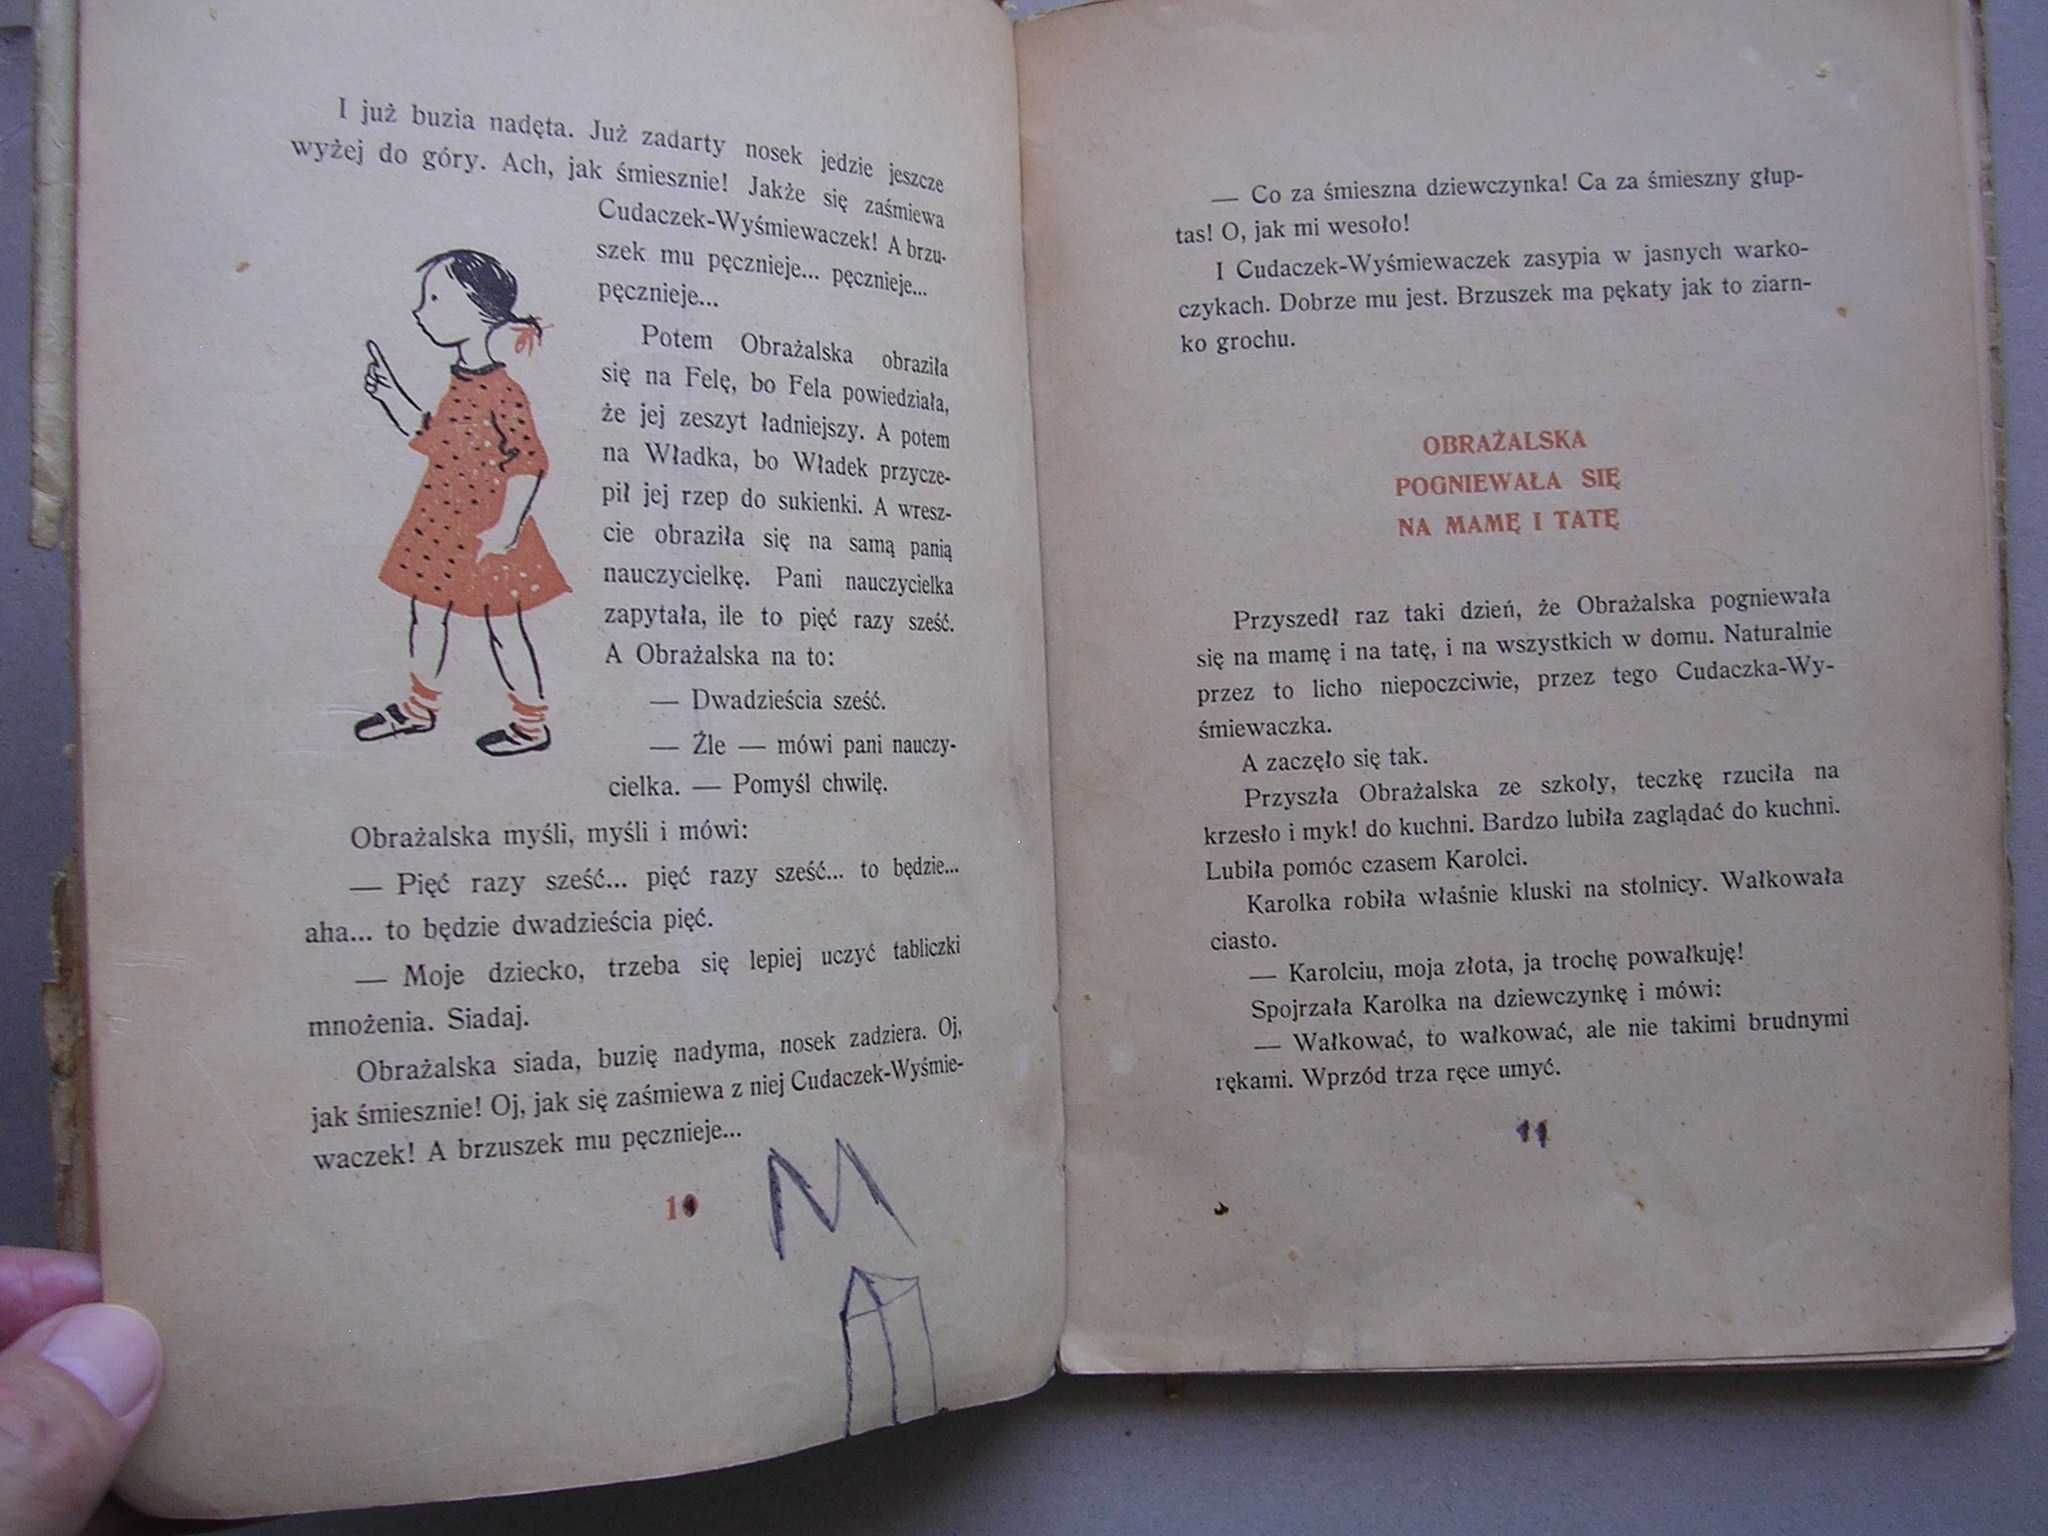 I już buzia nadęta. Już zadarty nosek jedzie jeszcze
wyżej do góry. Ach, jak śmiesznie! Jakże się zaśmiewa
Cudaczek-Wyśmiewaczek! A brzu-
szek mu pęcznieje... pęcznieje...
pęcznieje...
Potem Obrażalska obraziła
się na Felę, bo Fela powiedziała,
że jej zeszyt ładniejszy. A potem
na Władka, bo Władek przycze-
pił jej rzep do sukienki. A wresz-
cie obraziła się na samą panią
nauczycielkę. Pani nauczycielka
zapytała, ile to pięć razy sześć.
A Obrażalska na to:
— Dwadzieścia sześć.
— Źle — mówi pani nauczy-
cielka. — Pomyśl chwilę.
Obrażalska myśli, myśli i mówi:
— Pięć razy sześć... pięć razy sześć... to będzie...
aha... to będzie dwadzieścia pięć.
— Moje dziecko, trzeba się lepiej uczyć tabliczki
mnożenia. Siadaj.
Obrażalska siada, buzię nadyma, nosek zadziera. Oj,
jak śmiesznie! Oj, jak się zaśmiewa z niej Cudaczek-Wyśmie-
waczek! A brzuszek mu pęcznieje...
10
M
— Co za śmieszna dziewczynka! Ca za śmieszny głup-
tas! O, jak mi wesoło!
I Cudaczek-Wyśmiewaczek zasypia w jasnych warko-
czykach. Dobrze mu jest. Brzuszek ma pękaty jak to ziarn-
ko grochu.
OBRAŻALSKA
POGNIEWAŁA SIĘ
NA MAMĘ I TATĘ
Przyszedł raz taki dzień, że Obrażalska pogniewała
się na mamę i na tatę, i na wszystkich w domu. Naturalnie
przez to licho niepoczciwie, przez tego Cudaczka-Wy-
śmiewaczka.
A zaczęło się tak.
Przyszła Obrażalska ze szkoły, teczkę rzuciła na
krzesło i myk! do kuchni. Bardzo lubiła zaglądać do kuchni.
Lubiła pomóc czasem Karolci.
Karolka robiła właśnie kluski na stolnicy. Wałkowała
ciasto.
— Karolciu, moja złota, ja trochę powałkuję!
Spojrzała Karolka na dziewczynkę i mówi:
— Wałkować, to wałkować, ale nie takimi brudnymi
rękami. Wprzód trza ręce umyć.
11